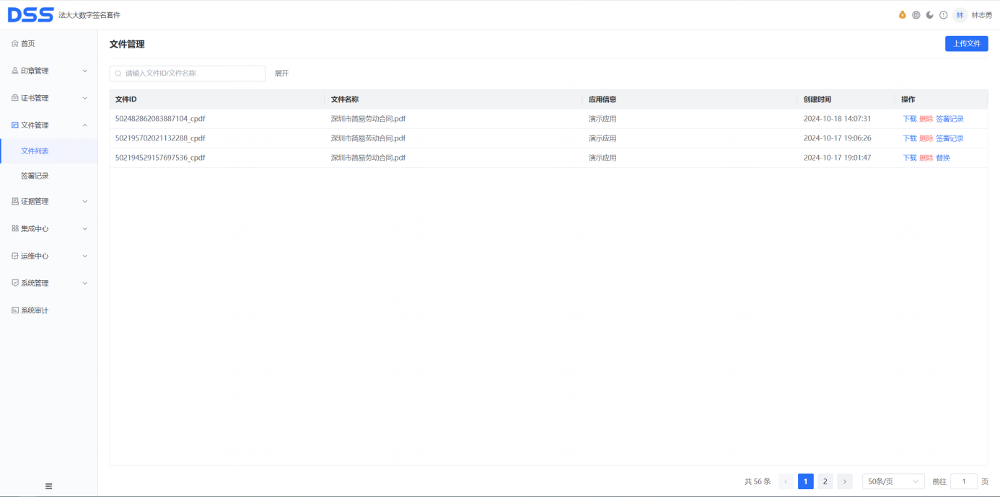 DSS 法大大数字签名套件
林 林志勇
首页
印章管理
证书管理
文件管理
文件列表
签署记录
证据管理
集成中心
运维中心
系统管理
系统审计
文件管理
上传文件
请输入文件ID/文件名称 展开
文件ID 文件名称 应用信息 创建时间 操作
502482862083887104_cpdf 深圳市简易劳动合同.pdf 演示应用 2024-10-18 14:07:31 下载 删除 签署记录
502195702021132288_cpdf 深圳市简易劳动合同.pdf 演示应用 2024-10-17 19:06:26 下载 删除 签署记录
502194529157697536_cpdf 深圳市简易劳动合同.pdf 演示应用 2024-10-17 19:01:47 下载 删除 替换
共 56 条 1 2 50条/页 前往 1 页